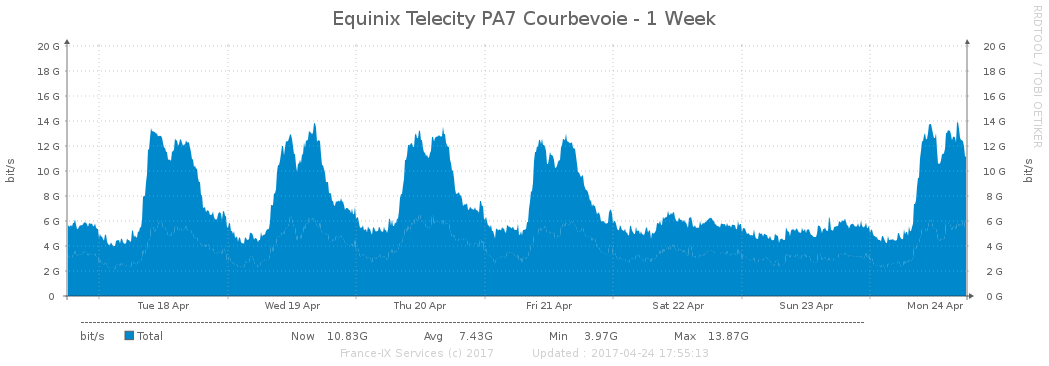 Equinix Telecity PA7 Courbevoie - 1 Week
RRDTOOL / TOBI OETIKER
20 G 20 G
18 G 18 G
16 G 16 G
14 G 14 G
12 G 12 G
10 G 10 G
8 G 8 G
6 G 6 G
4 G 4 G
2 G 2 G
0 0 G
bit/s bit/s
Tue 18 Apr Wed 19 Apr Thu 20 Apr Fri 21 Apr Sat 22 Apr Sun 23 Apr Mon 24 Apr
bit/s Total Now 10.83G Avg 7.43G Min 3.97G Max 13.87G
France-IX Services (c) 2017 Updated : 2017-04-24 17:55:13